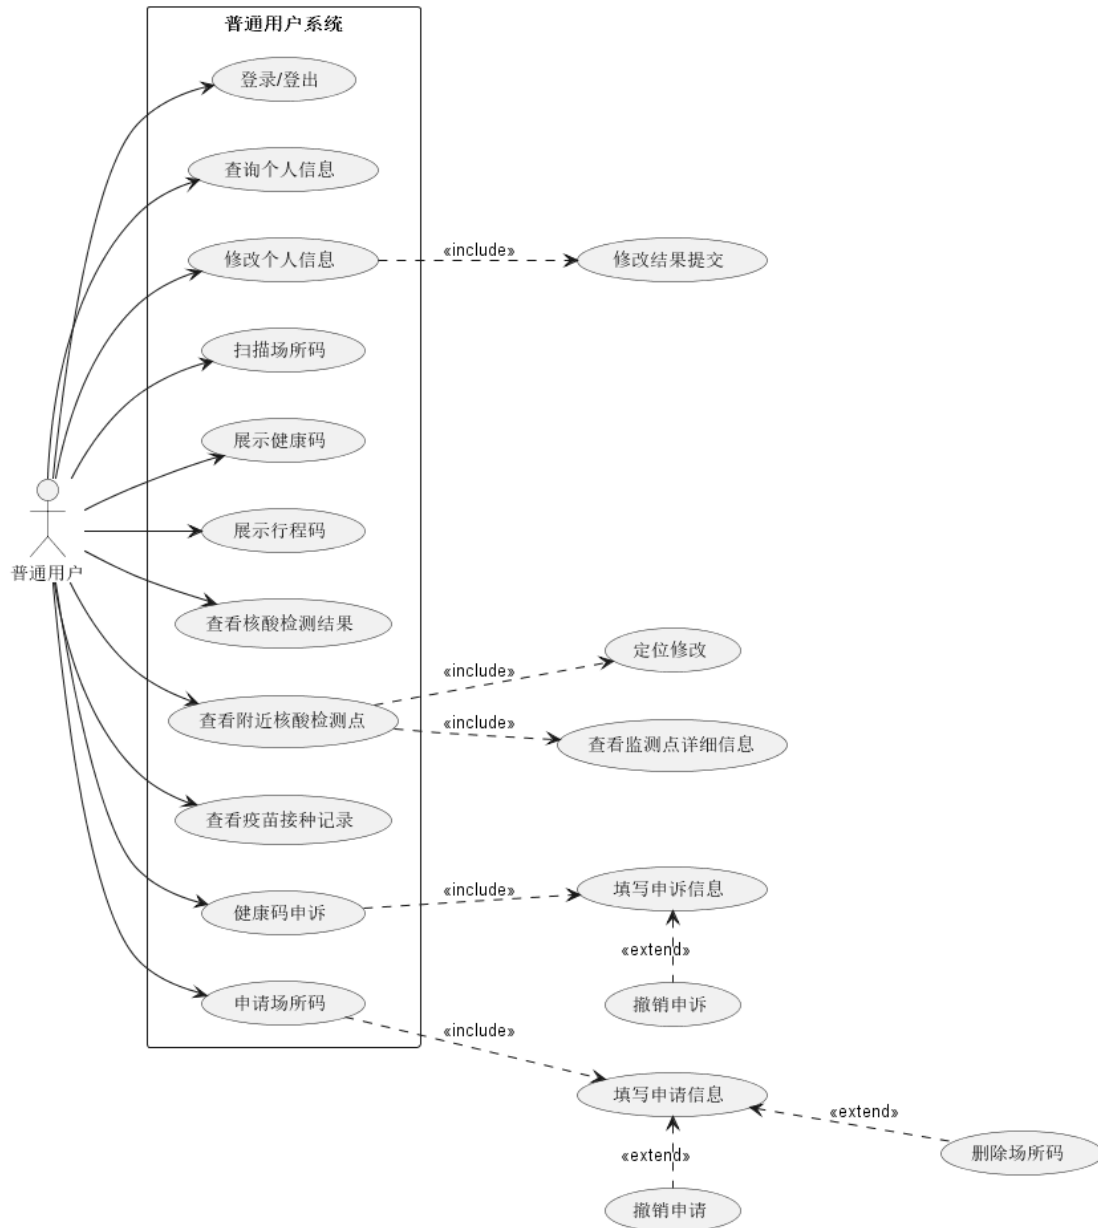 普通用户系统
登录/登出
查询个人信息
修改个人信息
«include»
修改结果提交
扫描场所码
展示健康码
展示行程码
普通用户
查看核酸检测结果
查看附近核酸检测点
«include»
定位修改
«include»
查看监测点详细信息
查看疫苗接种记录
健康码申诉
«include»
填写申诉信息
«extend»
撤销申诉
申请场所码
«include»
填写申请信息
«extend»
删除场所码
«extend»
撤销申请